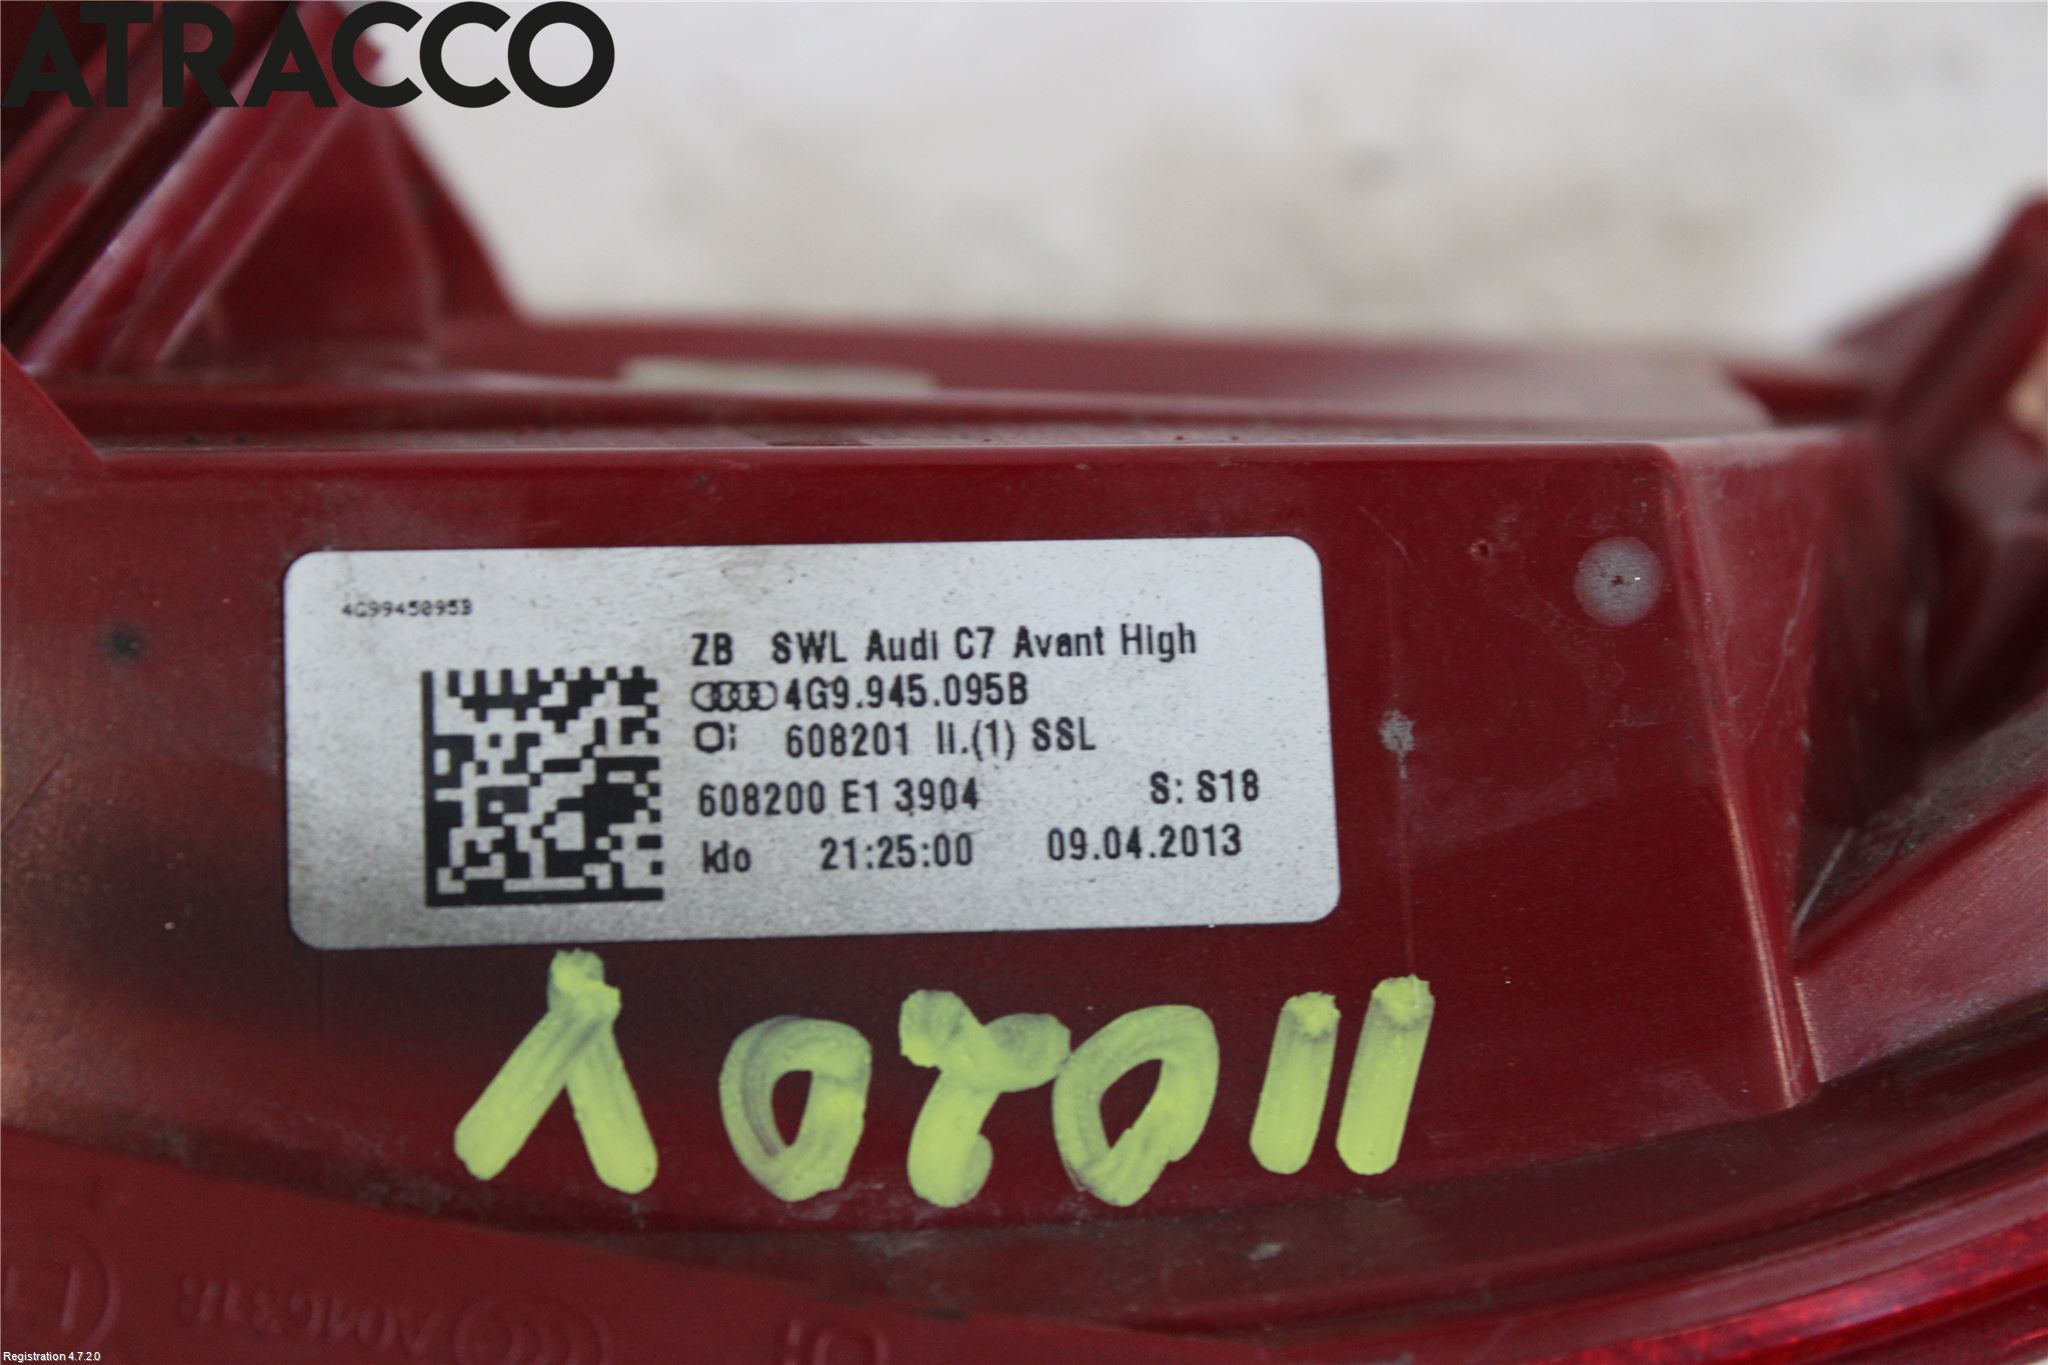 ATRACCO
4G9945095B
ZB SWL Audi C7 Avant High
4G9.945.095B
608201 II.(1) SSL
608200 E1 3904 S: S18
kdo 21:25:00 09.04.2013
Registration 4.7.2.0